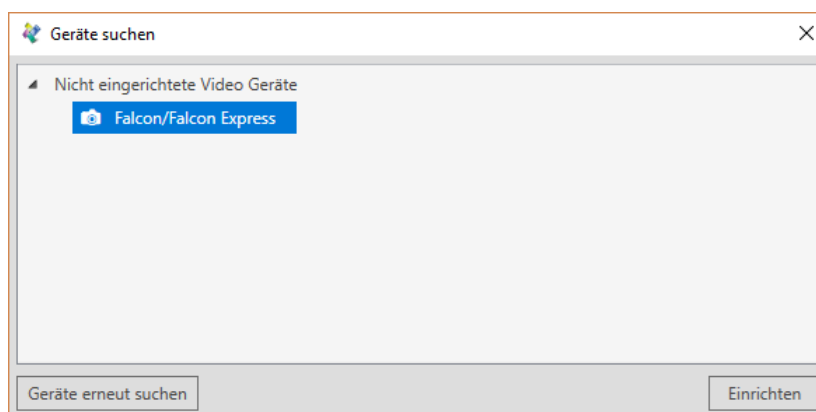 Geräte suchen
Nicht eingerichtete Video Geräte
Falcon/Falcon Express
Geräte erneut suchen
Einrichten